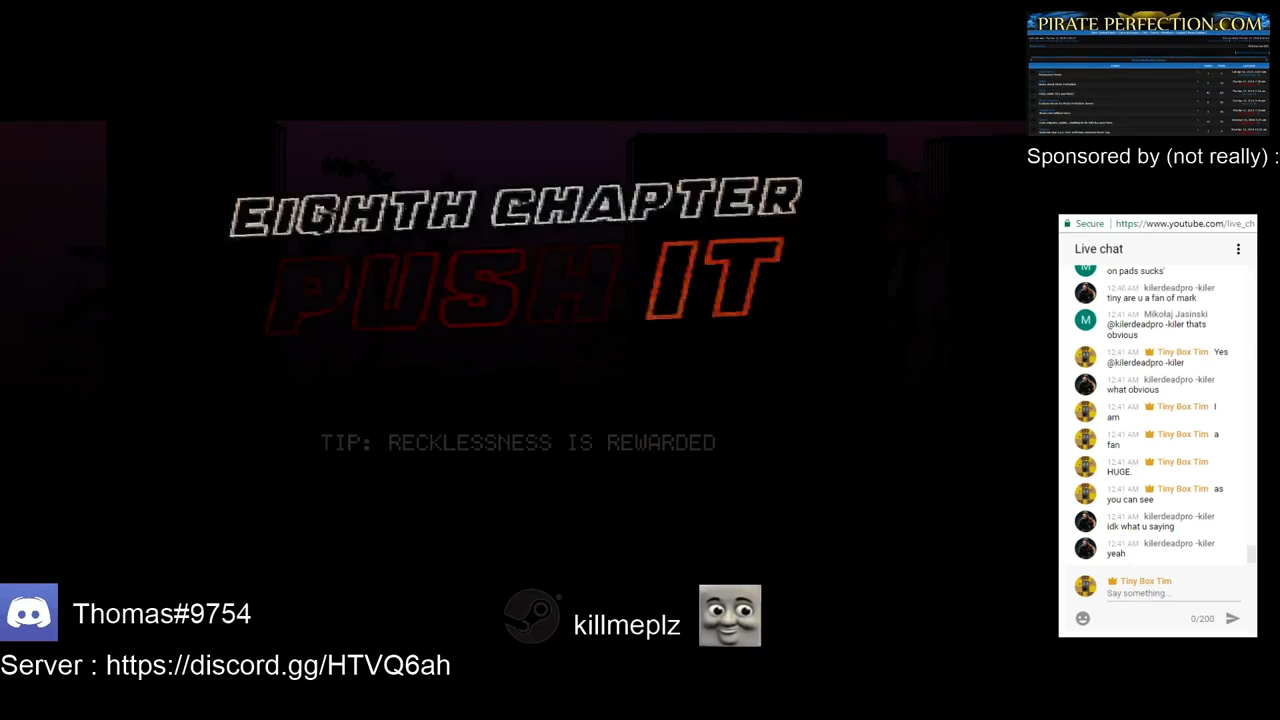 PIRATE PERFECTION.COM
Sponsored by (not really) :
EIGHTH CHAPTER
PUSH IT
TIP: RECKLESSNESS IS REWARDED
Secure | https://www.youtube.com/live_ch
Live chat
M on pads sucks'
12:40 AM kilerdeadpro -kiler
tiny are u a fan of mark
12:41 AM Mikołaj Jasinski
M @kilerdeadpro -kiler thats
obvious
12:41 AM Tiny Box Tim Yes
@kilerdeadpro -kiler
12:41 AM kilerdeadpro -kiler
what obvious
12:41 AM Tiny Box Tim I
am
12:41 AM Tiny Box Tim a
fan
12:41 AM Tiny Box Tim
HUGE.
12:41 AM Tiny Box Tim as
you can see
12:41 AM kilerdeadpro -kiler
idk what u saying
12:41 AM kilerdeadpro -kiler
yeah
Tiny Box Tim
Say something...
0/200
Thomas#9754
killmeplz
Server : https://discord.gg/HTVQ6ah